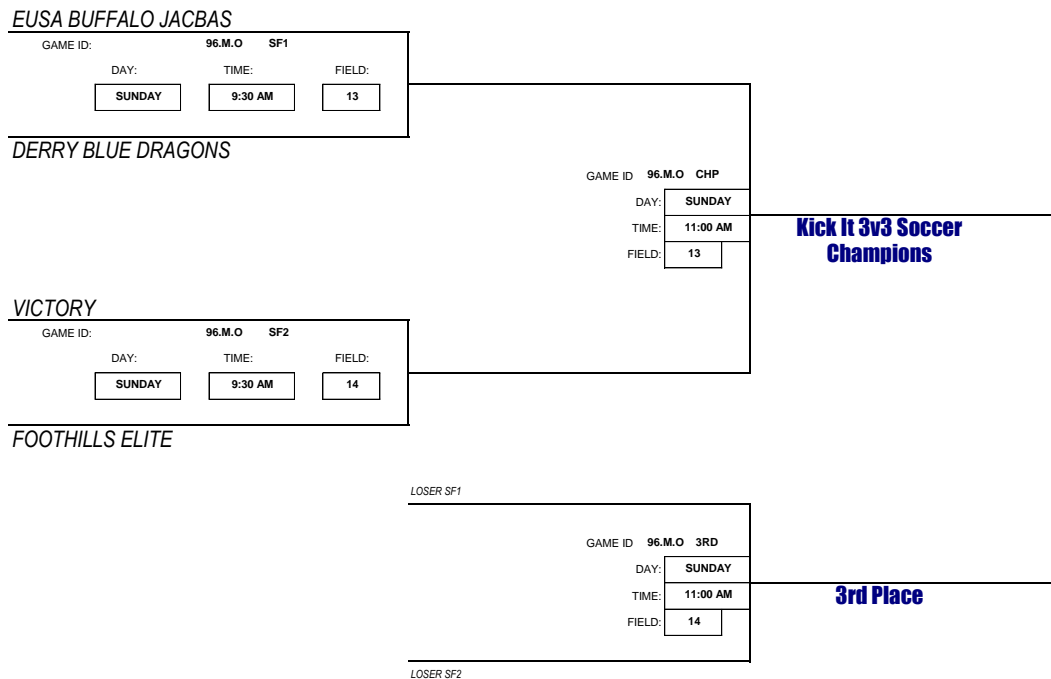 EUSA BUFFALO JACBAS
GAME ID: 96.M.O SF1
DAY: TIME: FIELD:
SUNDAY 9:30 AM 13
DERRY BLUE DRAGONS
GAME ID 96.M.O CHP
DAY: SUNDAY
TIME: 11:00 AM
FIELD: 13
Kick It 3v3 Soccer
Champions
VICTORY
GAME ID: 96.M.O SF2
DAY: TIME: FIELD:
SUNDAY 9:30 AM 14
FOOTHILLS ELITE
LOSER SF1
GAME ID 96.M.O 3RD
DAY: SUNDAY
TIME: 11:00 AM
FIELD: 14
3rd Place
LOSER SF2